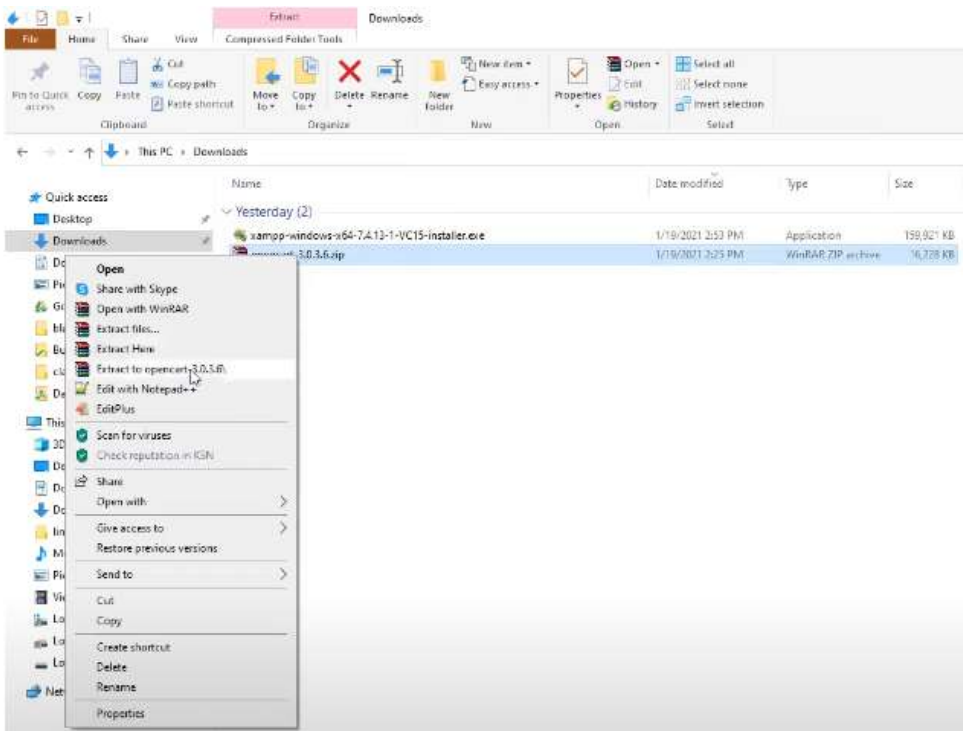 Extract
Downloads
File
Home
Share
View
Compressed Folder Tools
Pin to Quick access
Copy
Paste
Cut
Copy path
Paste shortcut
Move to
Copy to
Delete
Rename
New folder
New item
Easy access
Properties
Open
Edit
History
Select all
Select none
Invert selection
Clipboard
Organize
New
Open
Select
This PC
Downloads
Name
Date modified
Type
Size
Quick access
Desktop
Downloads
Yesterday (2)
xampp-windows-x64-7.4.13-1-VC15-installer.exe
1/19/2021 2:53 PM
Application
159,921 KB
opencart-3.0.3.6.zip
1/19/2021 2:25 PM
WinRAR ZIP archive
16,728 KB
Open
Share with Skype
Open with WinRAR
Extract files...
Extract Here
Extract to opencart-3.0.3.6\
Edit with Notepad++
EditPlus
Scan for viruses
Check reputation in KSN
Share
Open with
Give access to
Restore previous versions
Send to
Cut
Copy
Create shortcut
Delete
Rename
Properties
This
3D
Net